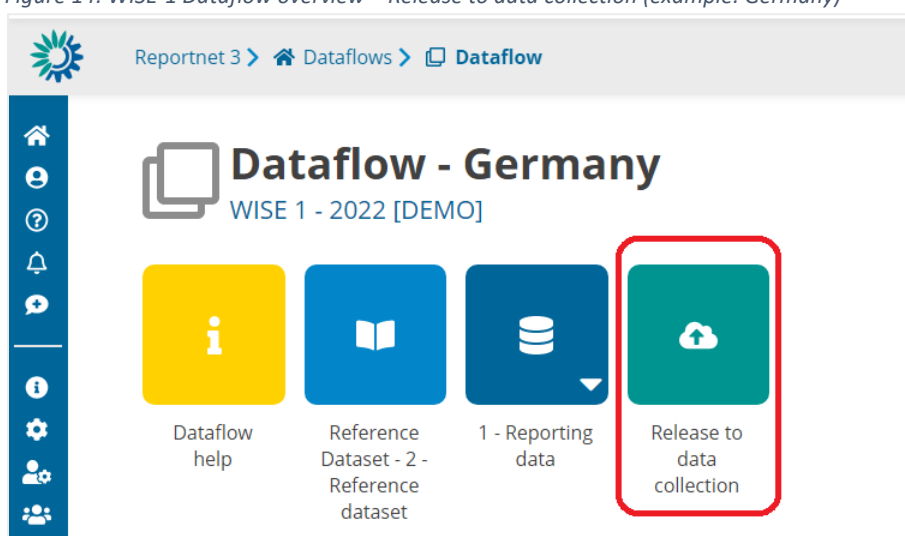 Figure 14: WISE-1 Dataflow overview – Release to data collection (example: Germany)
Reportnet 3 > Dataflows > Dataflow
Dataflow - Germany
WISE 1 - 2022 [DEMO]
Dataflow
help
Reference
Dataset - 2 -
Reference
dataset
1 - Reporting
data
Release to
data
collection